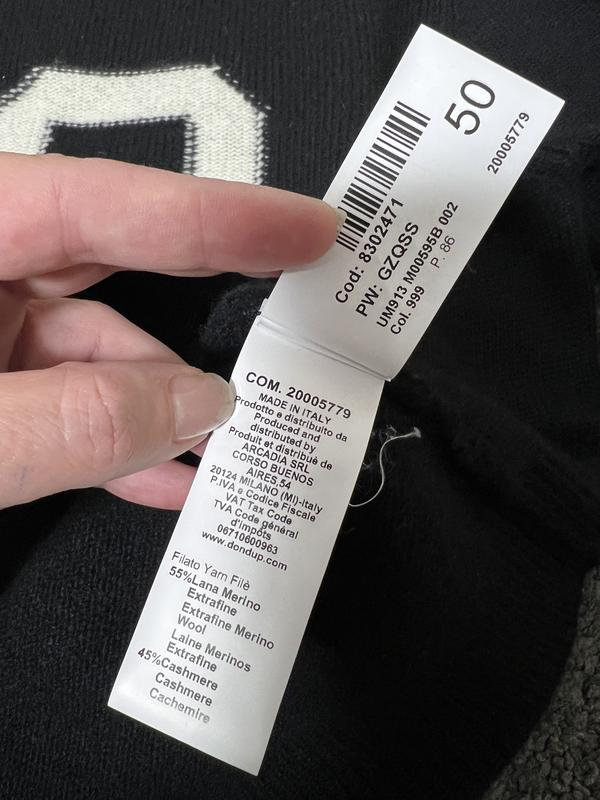 50
20005779
Cod: 8302471
PW: GZQSS
UM913 M00595B 002
Col. 999 P. 86
COM. 20005779
MADE IN ITALY
Prodotto e distribuito da
Produced and
distributed by
Produit et distribué de
ARCADIA SRL
CORSO BUENOS
AIRES,54
20124 MILANO (MI)-Italy
P.IVA e Codice Fiscale
VAT Tax Code
TVA Code général
d'impôts
06710600963
www.dondup.com
Filato Yarn Filè
55%Lana Merino
Extrafine
Extrafine Merino
Wool
Laine Merinos
Extrafine
45%Cashmere
Cashmere
Cachemire